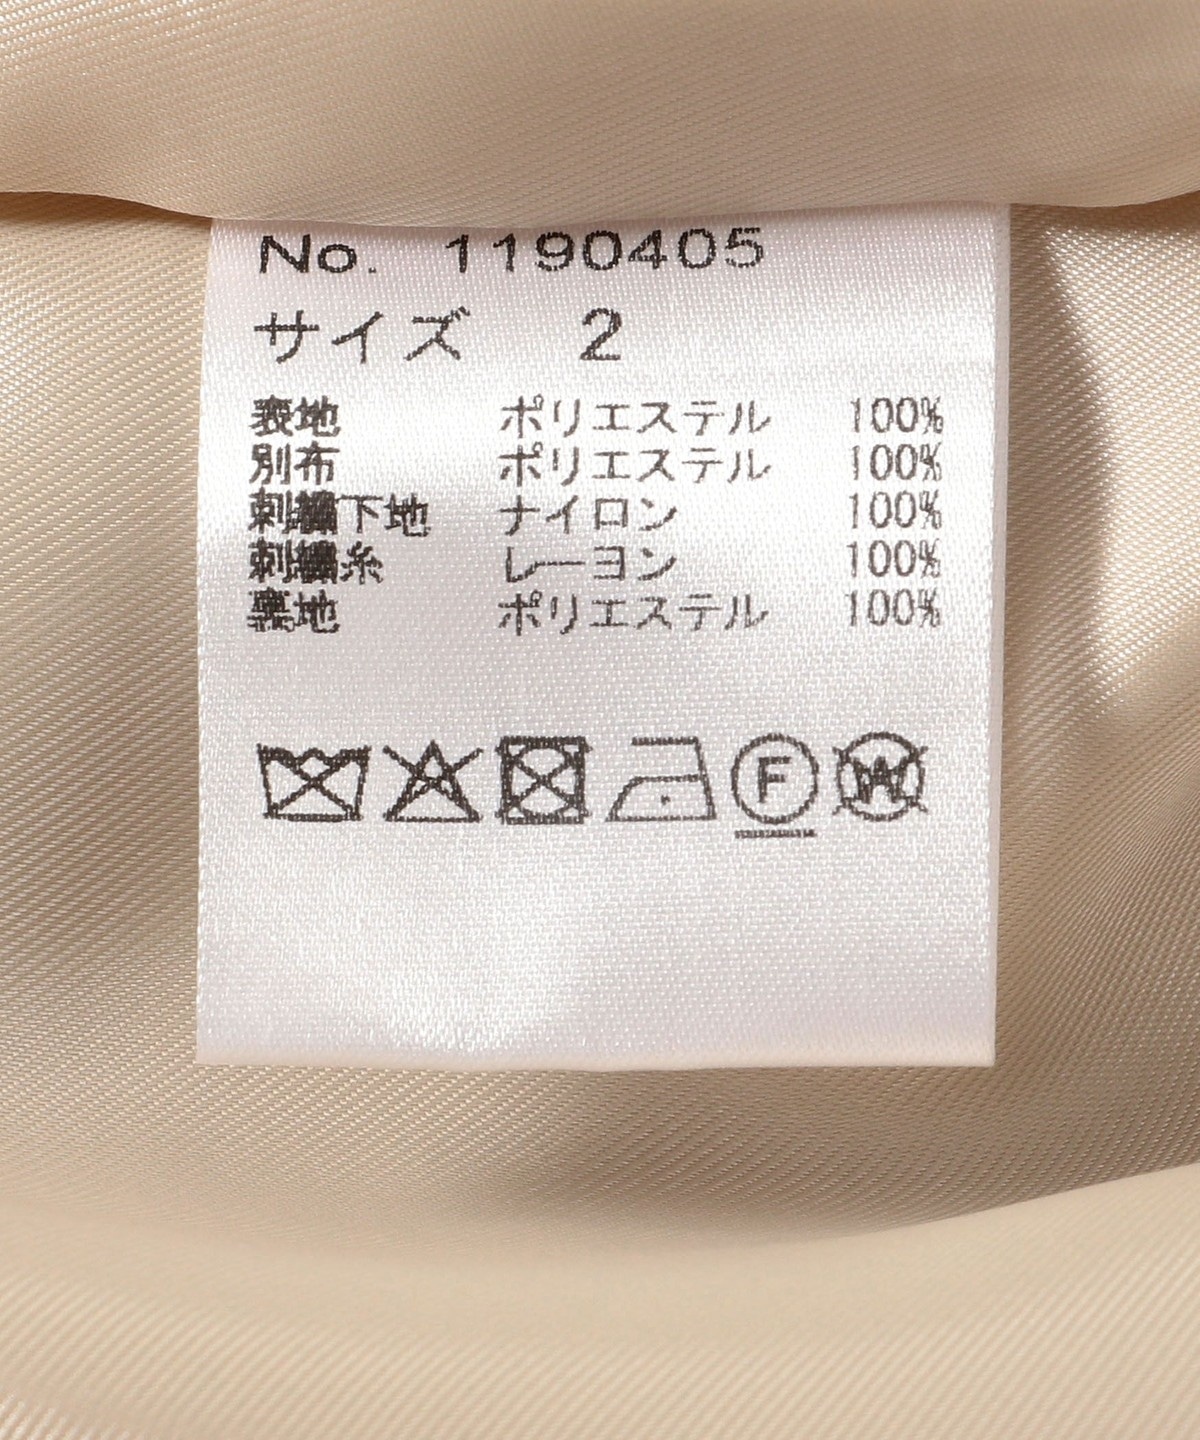 No. 1190405
サイズ 2
表地 ポリエステル 100%
別布 ポリエステル 100%
刺繍下地 ナイロン 100%
刺繍糸 レーヨン 100%
裏地 ポリエステル 100%
F W